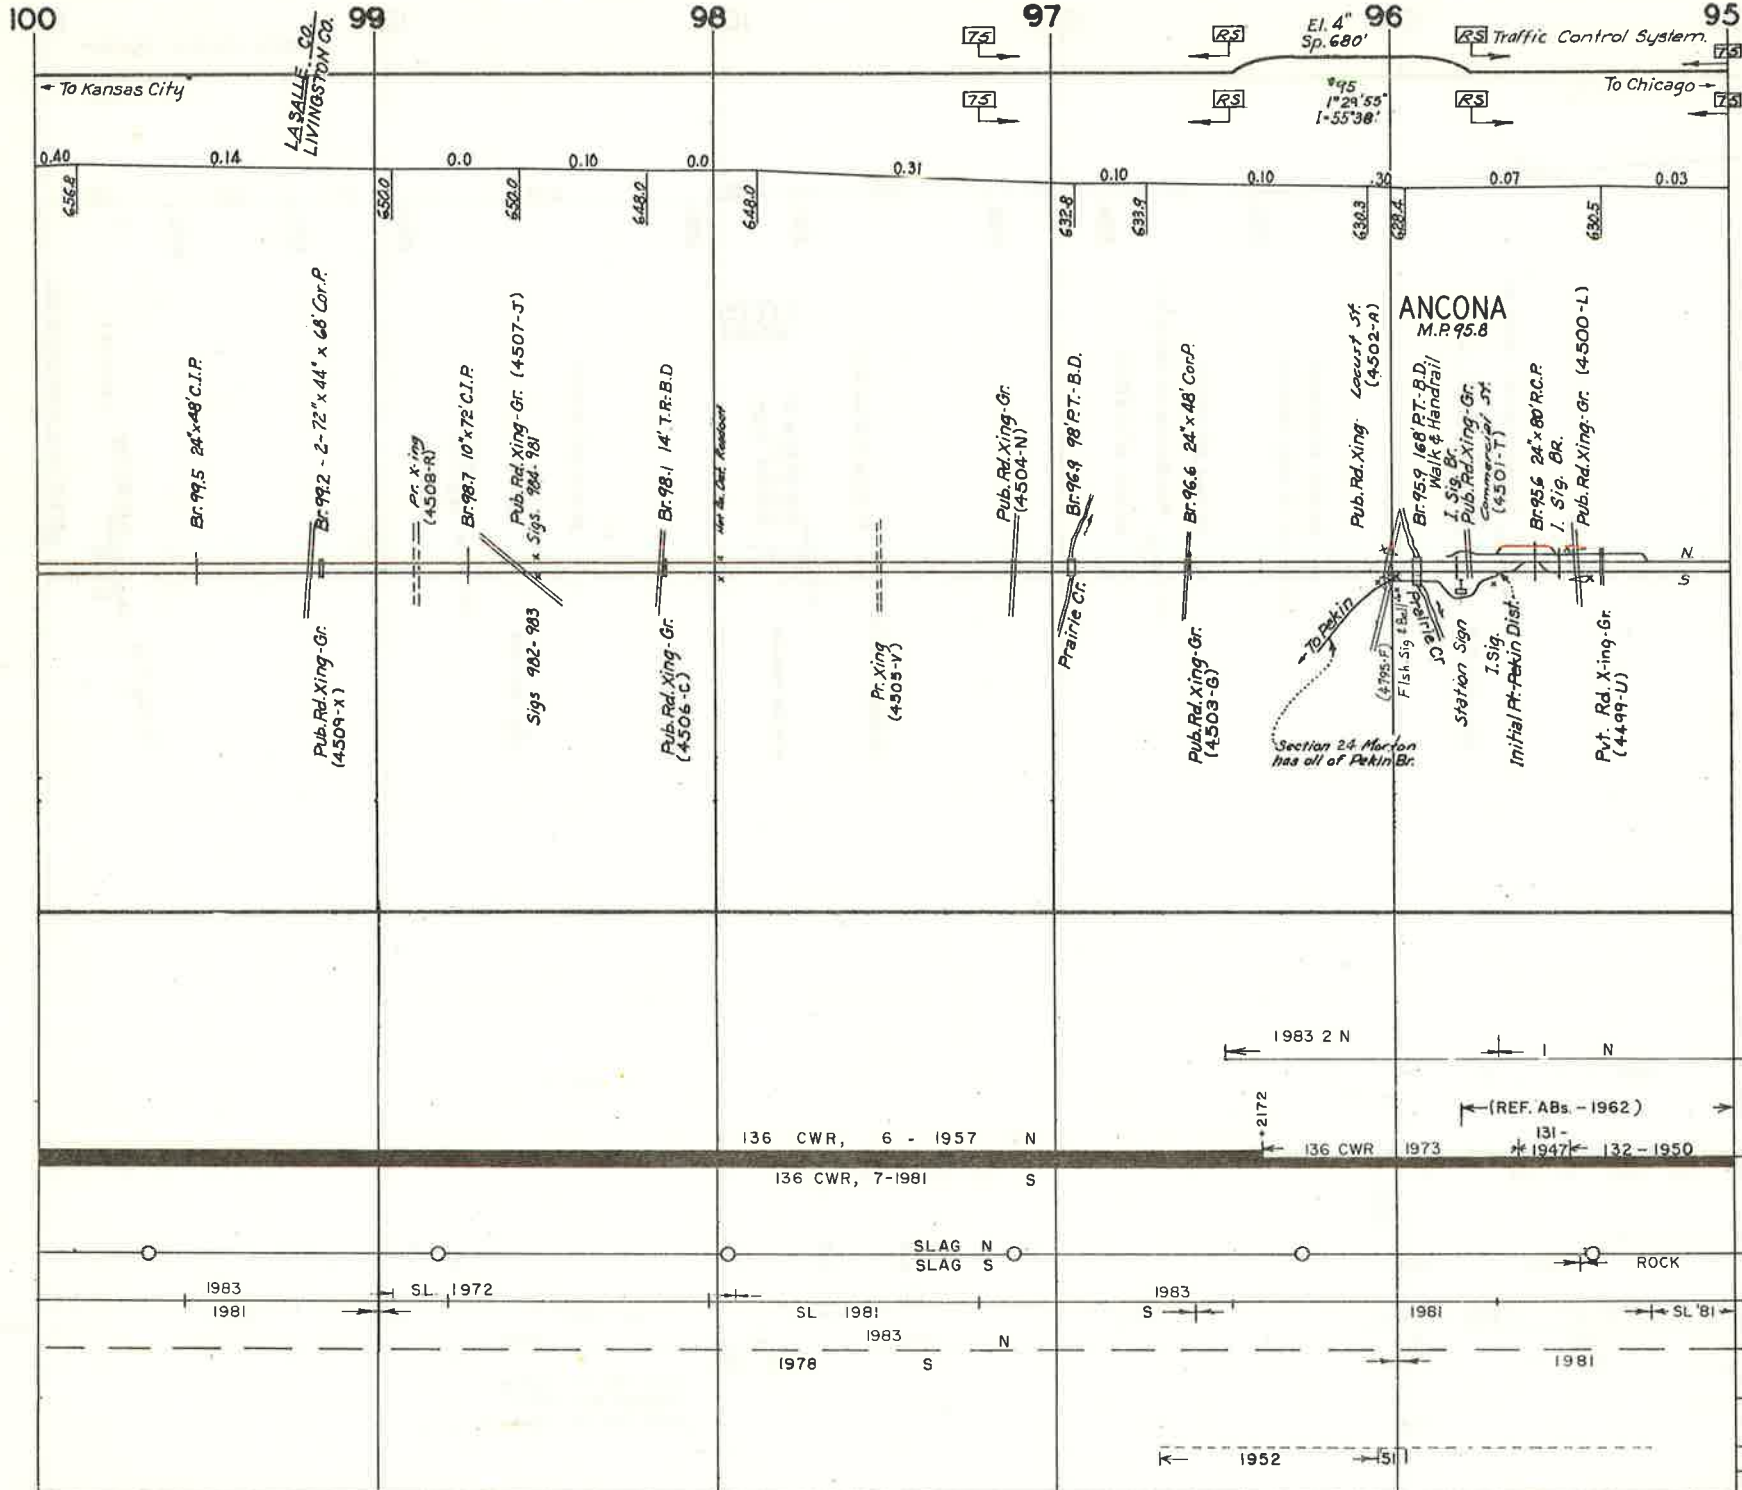 100
99
98
97
96
95
LASALLE CO.
LIVINGSTON CO.
75
RS
El. 4"
Sp. 680'
RS
Traffic Control System.
75
← To Kansas City
To Chicago →
75
RS
#95
1°29'55"
I-55°38'
RS
75
0.40
0.14
0.0
0.10
0.0
0.31
0.10
0.10
.30
0.07
0.03
656.8
650.0
650.0
648.0
648.0
632.8
633.9
630.3
628.4
630.5
ANCONA
M.P. 95.8
Br. 99.5 24"x48' C.I.P.
Br. 99.2 - 2-72" x 44" x 68' Cor.P.
Pr. X-ing
(4508-R)
Br. 98.7 10"x72' C.I.P.
Pub. Rd. Xing-Gr. (4507-J)
Sigs. 984-981
Br. 98.1 14' T.R.-B.D
Pub. Rd. Xing-Gr.
(4504-N)
Br. 96.9 98' P.T.-B.D.
Br. 96.6 24"x48' Cor.P.
Pub. Rd. Xing- Locust St.
(4502-A)
Br. 95.9 168' P.T.-B.D.
Walk & Handrail
I. Sig. Br.
Pub. Rd. Xing-Gr.
Commercial St.
(4501-T)
Br. 95.6 24"x80' R.C.P.
I. Sig. BR.
Pub. Rd. Xing-Gr. (4500-L)
N
S
Pub. Rd. Xing-Gr.
(4509-X)
Sigs 982-983
Pub. Rd. Xing-Gr.
(4506-C)
Pr. Xing
(4505-V)
Prairie Cr.
Pub. Rd. Xing-Gr.
(4503-G)
To Pekin
(4795-F)
Flsh. Sig & Bell
Prairie Cr
Station Sign
I. Sig.
Initial Pt.-Pekin Dist.
Pvt. Rd. X-ing-Gr.
(4499-U)
Section 24 Morton
has all of Pekin Br.
1983 2 N
1 N
(REF. ABs. - 1962)
+2172
136 CWR, 6 - 1957 N
136 CWR 1973
131-
1947
132-1950
136 CWR, 7-1981 S
SLAG N
SLAG S
ROCK
1983
SL. 1972
1983
1981
SL 1981
S
1981
SL '81
1983 N
1978 S
1981
1952
51